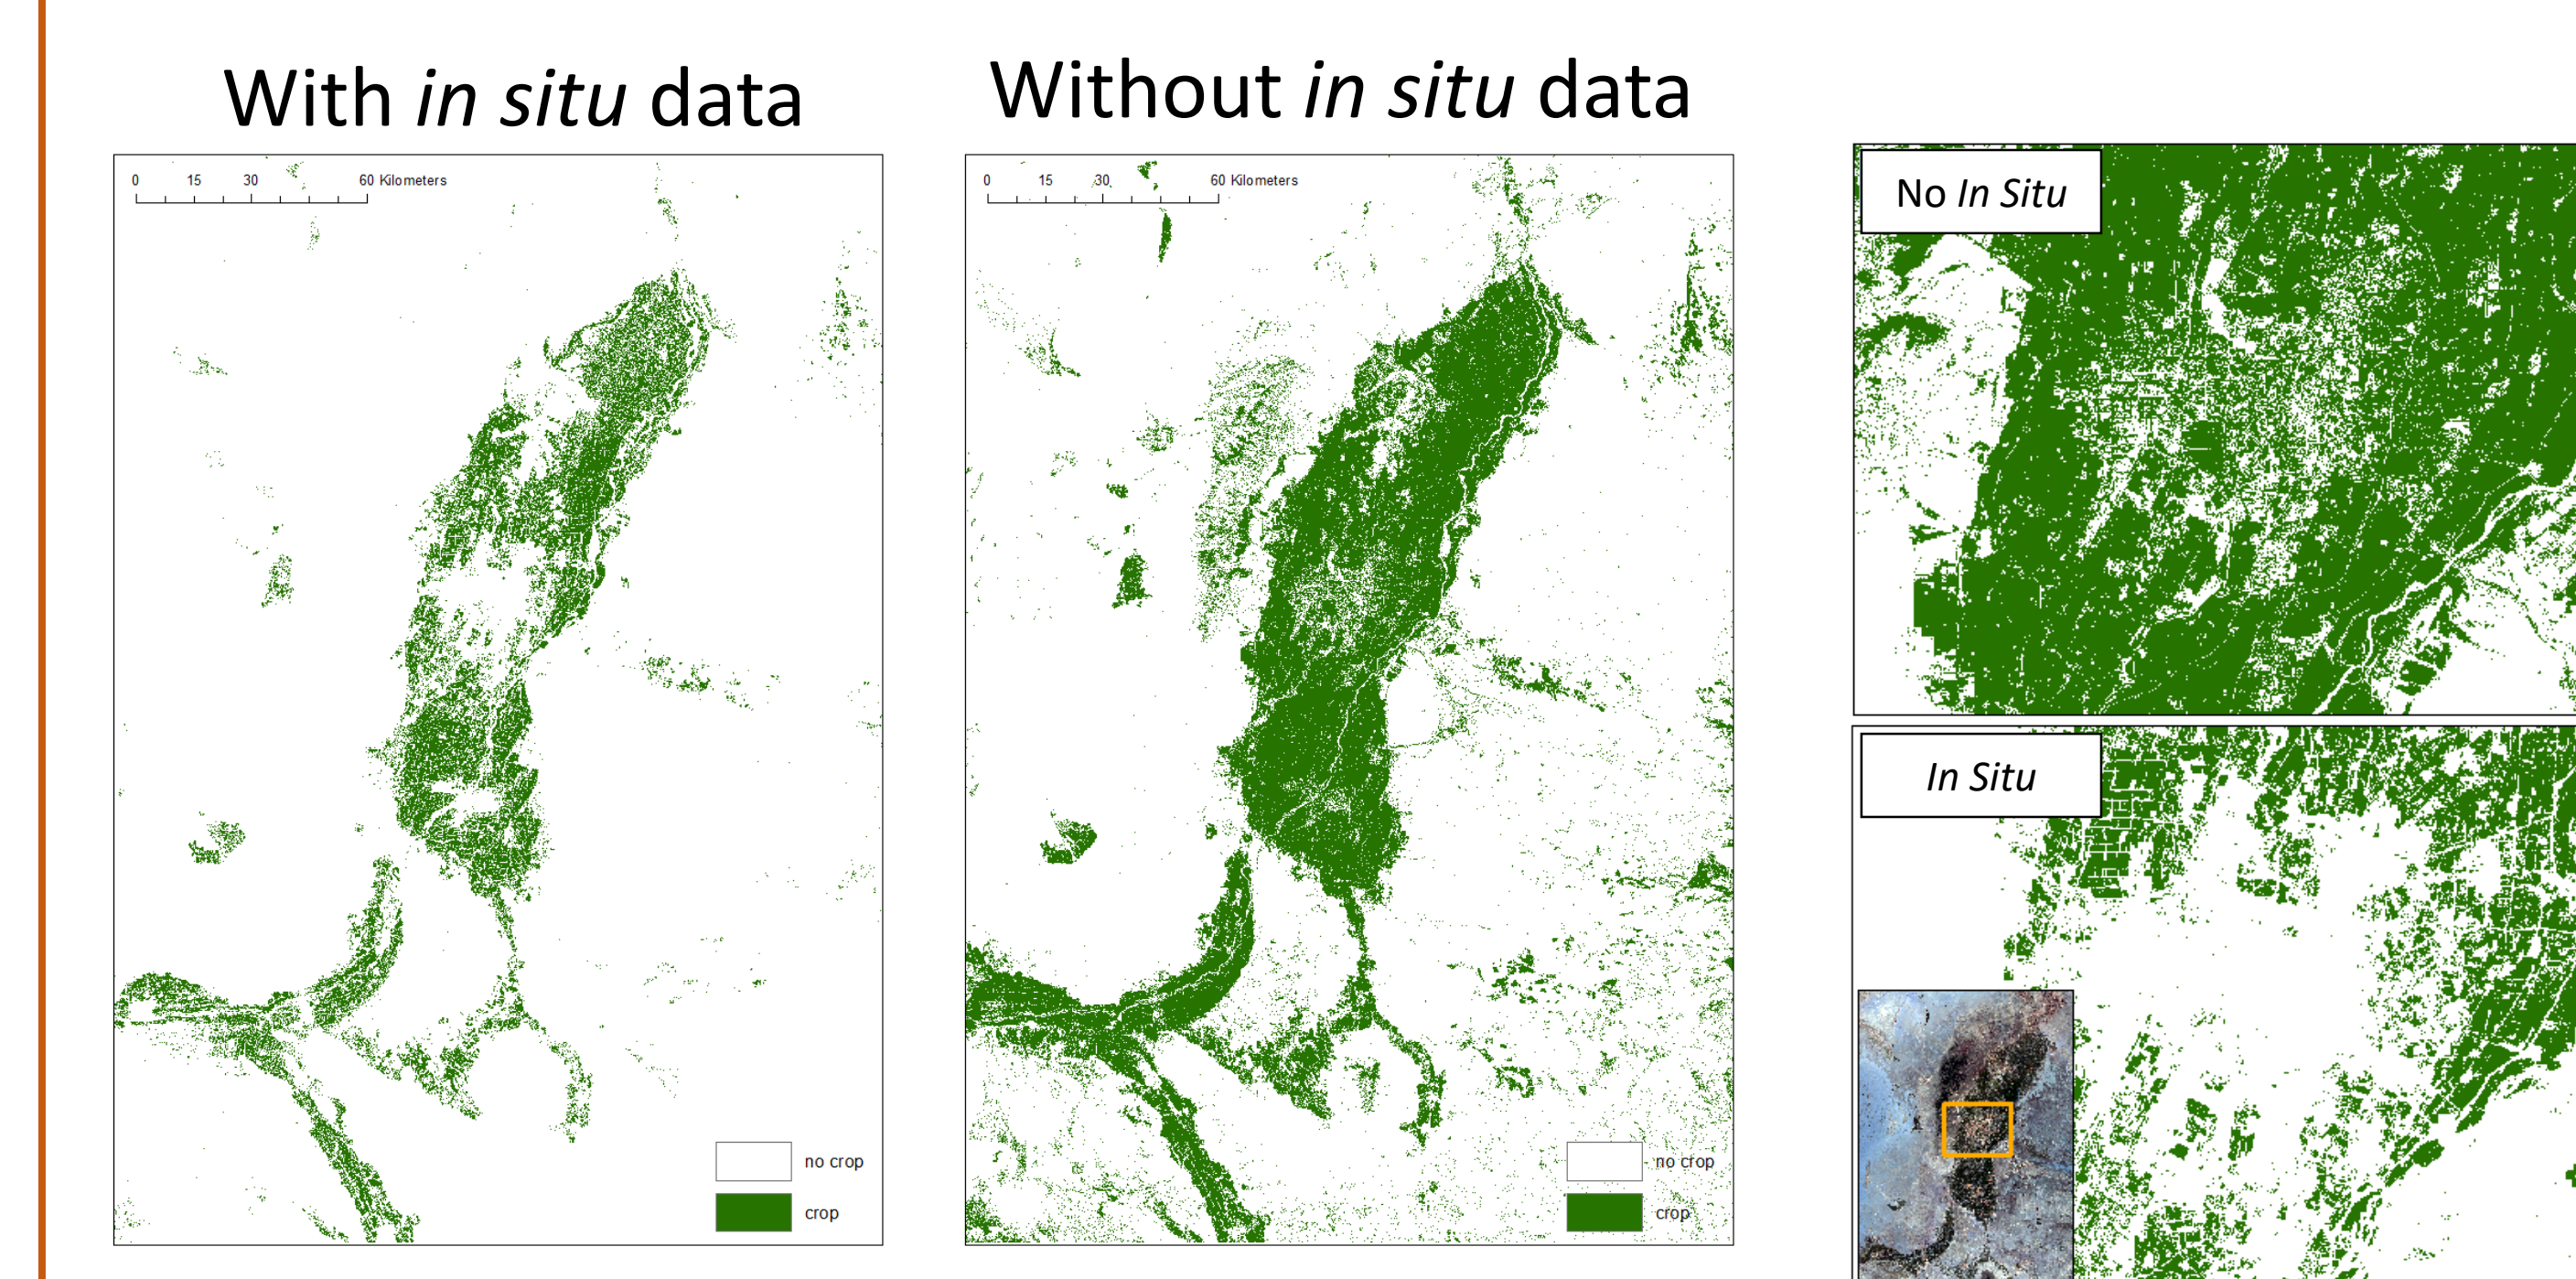 With in situ data
Without in situ data
0 15 30 60 Kilometers
no crop
crop
0 15 30 60 Kilometers
no crop
crop
No In Situ
In Situ